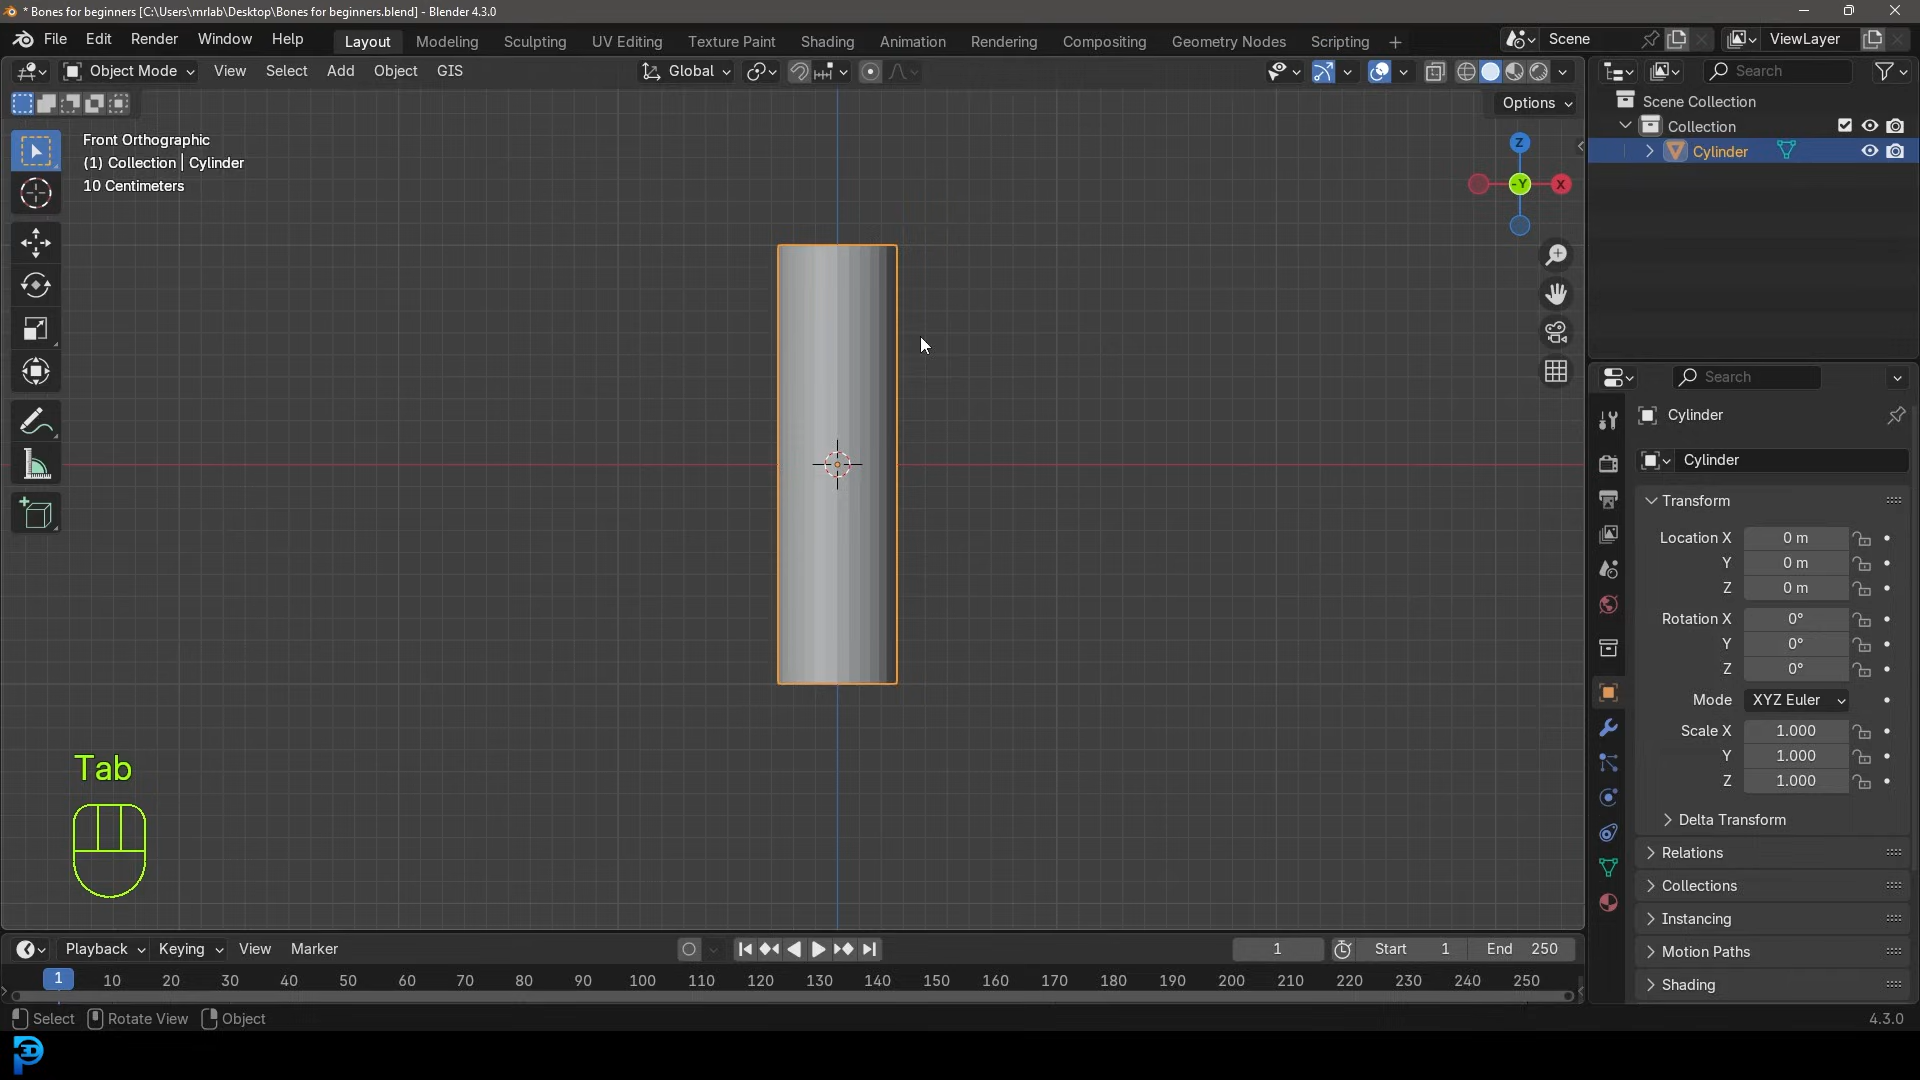 * Bones for beginners [C:\Users\mrlab\Desktop\Bones for beginners.blend] - Blender 4.3.0
File Edit Render Window Help Layout Modeling Sculpting UV Editing Texture Paint Shading Animation Rendering Compositing Geometry Nodes Scripting + Scene ViewLayer
Object Mode View Select Add Object GIS Global Search
Options
Scene Collection
Collection
Cylinder
Front Orthographic
(1) Collection | Cylinder
10 Centimeters
Z
-Y
X
Search
Cylinder
Cylinder
Transform
Location X 0 m
Y 0 m
Z 0 m
Rotation X 0°
Y 0°
Z 0°
Mode XYZ Euler
Scale X 1.000
Y 1.000
Z 1.000
Delta Transform
Relations
Collections
Instancing
Motion Paths
Shading
Tab
Playback Keying View Marker 1 Start 1 End 250
1 10 20 30 40 50 60 70 80 90 100 110 120 130 140 150 160 170 180 190 200 210 220 230 240 250
Select Rotate View Object 4.3.0
3D